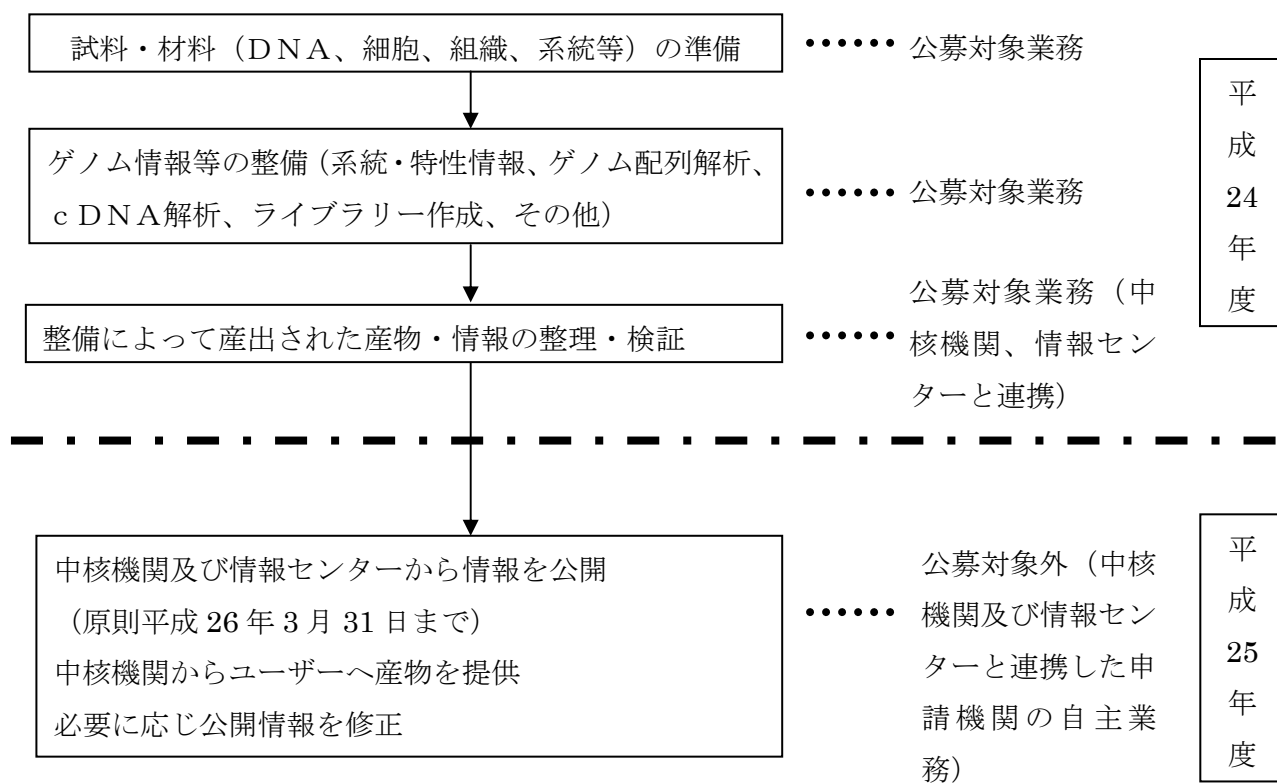 試料・材料（ＤＮＡ、細胞、組織、系統等）の準備
•••••• 公募対象業務
ゲノム情報等の整備（系統・特性情報、ゲノム配列解析、
ｃＤＮＡ解析、ライブラリー作成、その他）
•••••• 公募対象業務
整備によって産出された産物・情報の整理・検証
•••••• 公募対象業務（中
核機関、情報セン
ターと連携）
平
成
24
年
度
中核機関及び情報センターから情報を公開
（原則平成 26 年 3 月 31 日まで）
中核機関からユーザーへ産物を提供
必要に応じ公開情報を修正
•••••• 公募対象外（中核
機関及び情報セン
ターと連携した申
請機関の自主業
務）
平
成
25
年
度